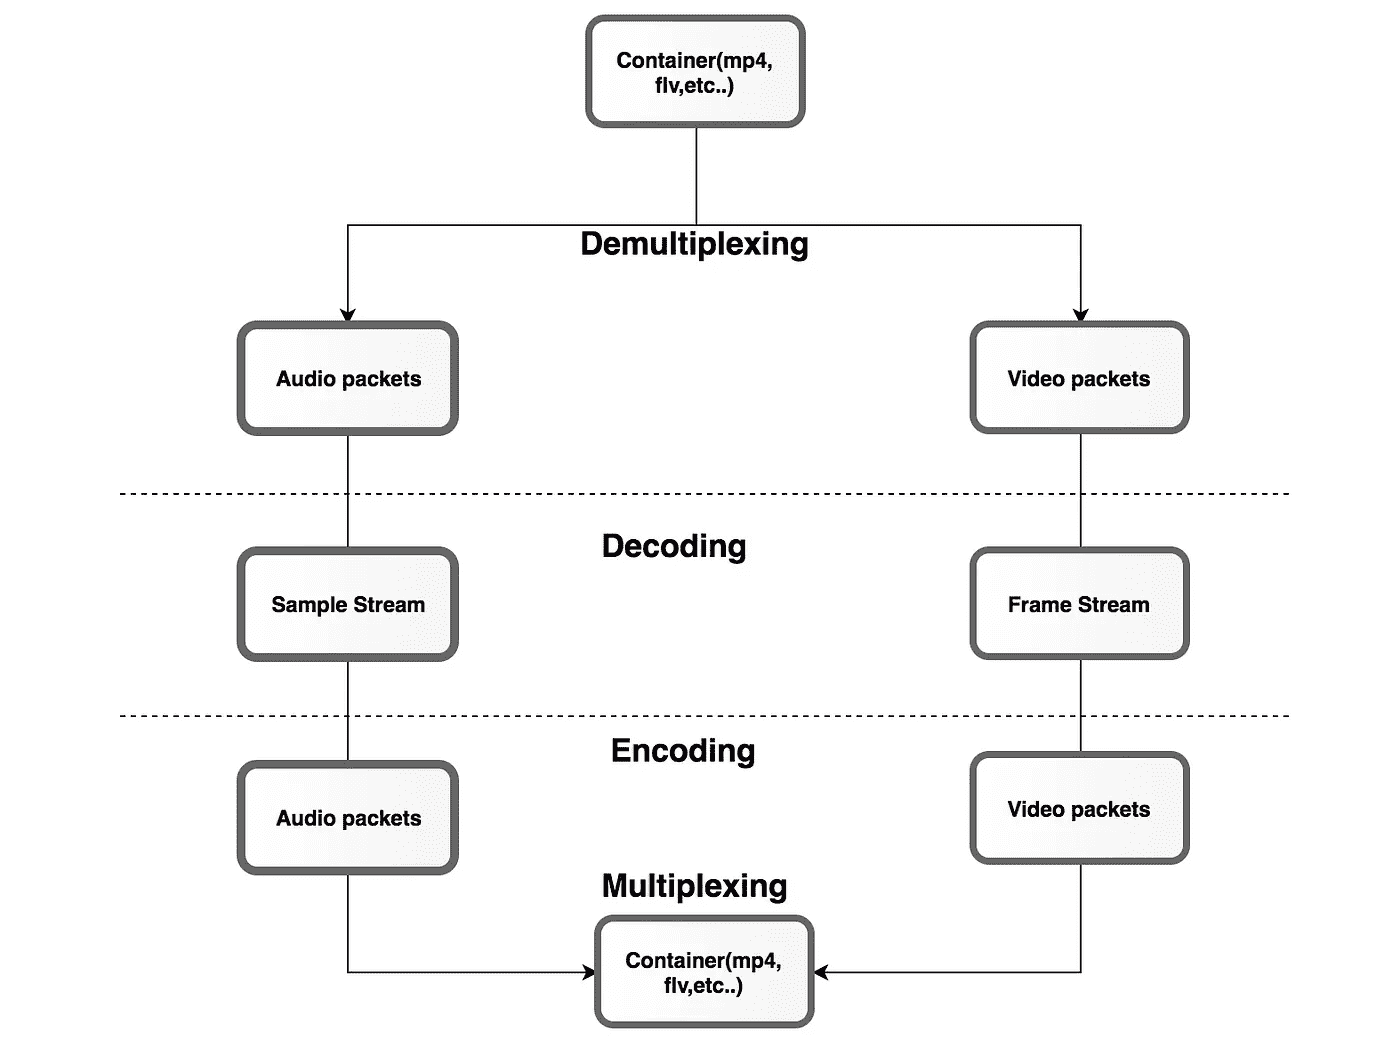 Container(mp4,
flv,etc..)
Demultiplexing
Audio packets
Video packets
Decoding
Sample Stream
Frame Stream
Encoding
Audio packets
Video packets
Multiplexing
Container(mp4,
flv,etc..)